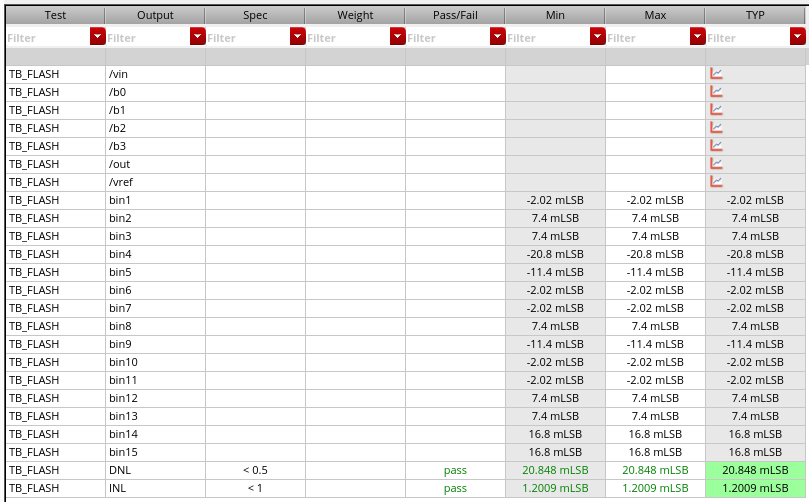 Test Output Spec Weight Pass/Fail Min Max TYP
Filter Filter Filter Filter Filter Filter Filter Filter
TB_FLASH /vin
TB_FLASH /b0
TB_FLASH /b1
TB_FLASH /b2
TB_FLASH /b3
TB_FLASH /out
TB_FLASH /vref
TB_FLASH bin1 -2.02 mLSB -2.02 mLSB -2.02 mLSB
TB_FLASH bin2 7.4 mLSB 7.4 mLSB 7.4 mLSB
TB_FLASH bin3 7.4 mLSB 7.4 mLSB 7.4 mLSB
TB_FLASH bin4 -20.8 mLSB -20.8 mLSB -20.8 mLSB
TB_FLASH bin5 -11.4 mLSB -11.4 mLSB -11.4 mLSB
TB_FLASH bin6 -2.02 mLSB -2.02 mLSB -2.02 mLSB
TB_FLASH bin7 -2.02 mLSB -2.02 mLSB -2.02 mLSB
TB_FLASH bin8 7.4 mLSB 7.4 mLSB 7.4 mLSB
TB_FLASH bin9 -11.4 mLSB -11.4 mLSB -11.4 mLSB
TB_FLASH bin10 -2.02 mLSB -2.02 mLSB -2.02 mLSB
TB_FLASH bin11 -2.02 mLSB -2.02 mLSB -2.02 mLSB
TB_FLASH bin12 7.4 mLSB 7.4 mLSB 7.4 mLSB
TB_FLASH bin13 7.4 mLSB 7.4 mLSB 7.4 mLSB
TB_FLASH bin14 16.8 mLSB 16.8 mLSB 16.8 mLSB
TB_FLASH bin15 16.8 mLSB 16.8 mLSB 16.8 mLSB
TB_FLASH DNL < 0.5 pass 20.848 mLSB 20.848 mLSB 20.848 mLSB
TB_FLASH INL < 1 pass 1.2009 mLSB 1.2009 mLSB 1.2009 mLSB